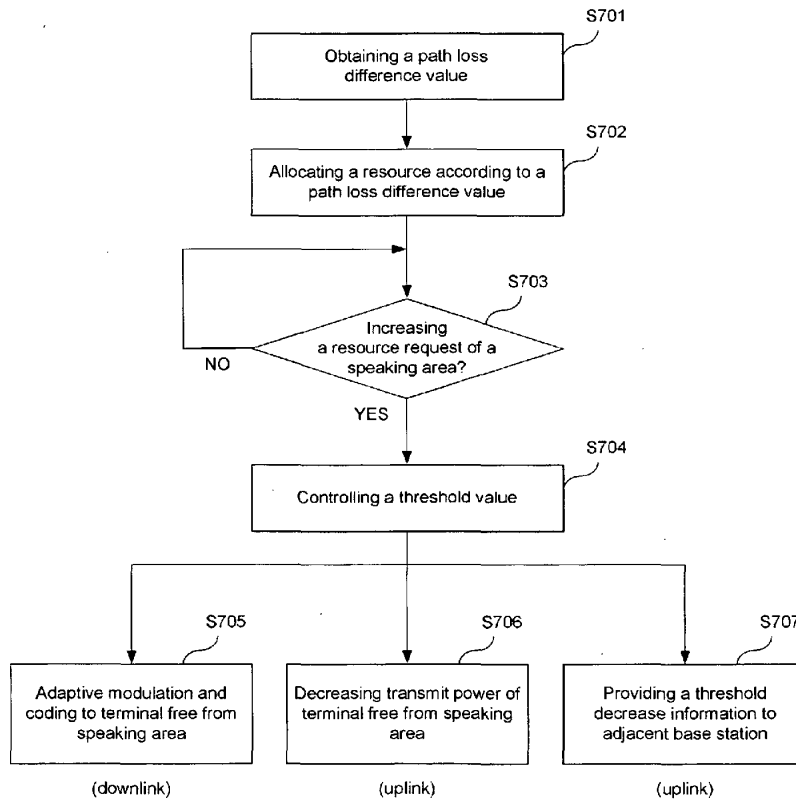 S701
Obtaining a path loss
difference value
S702
Allocating a resource according to a
path loss difference value
S703
Increasing
a resource request of a
speaking area?
NO
YES
S704
Controlling a threshold value
S705
Adaptive modulation and
coding to terminal free from
speaking area
(downlink)
S706
Decreasing transmit power of
terminal free from speaking
area
(uplink)
S707
Providing a threshold
decrease information to
adjacent base station
(uplink)